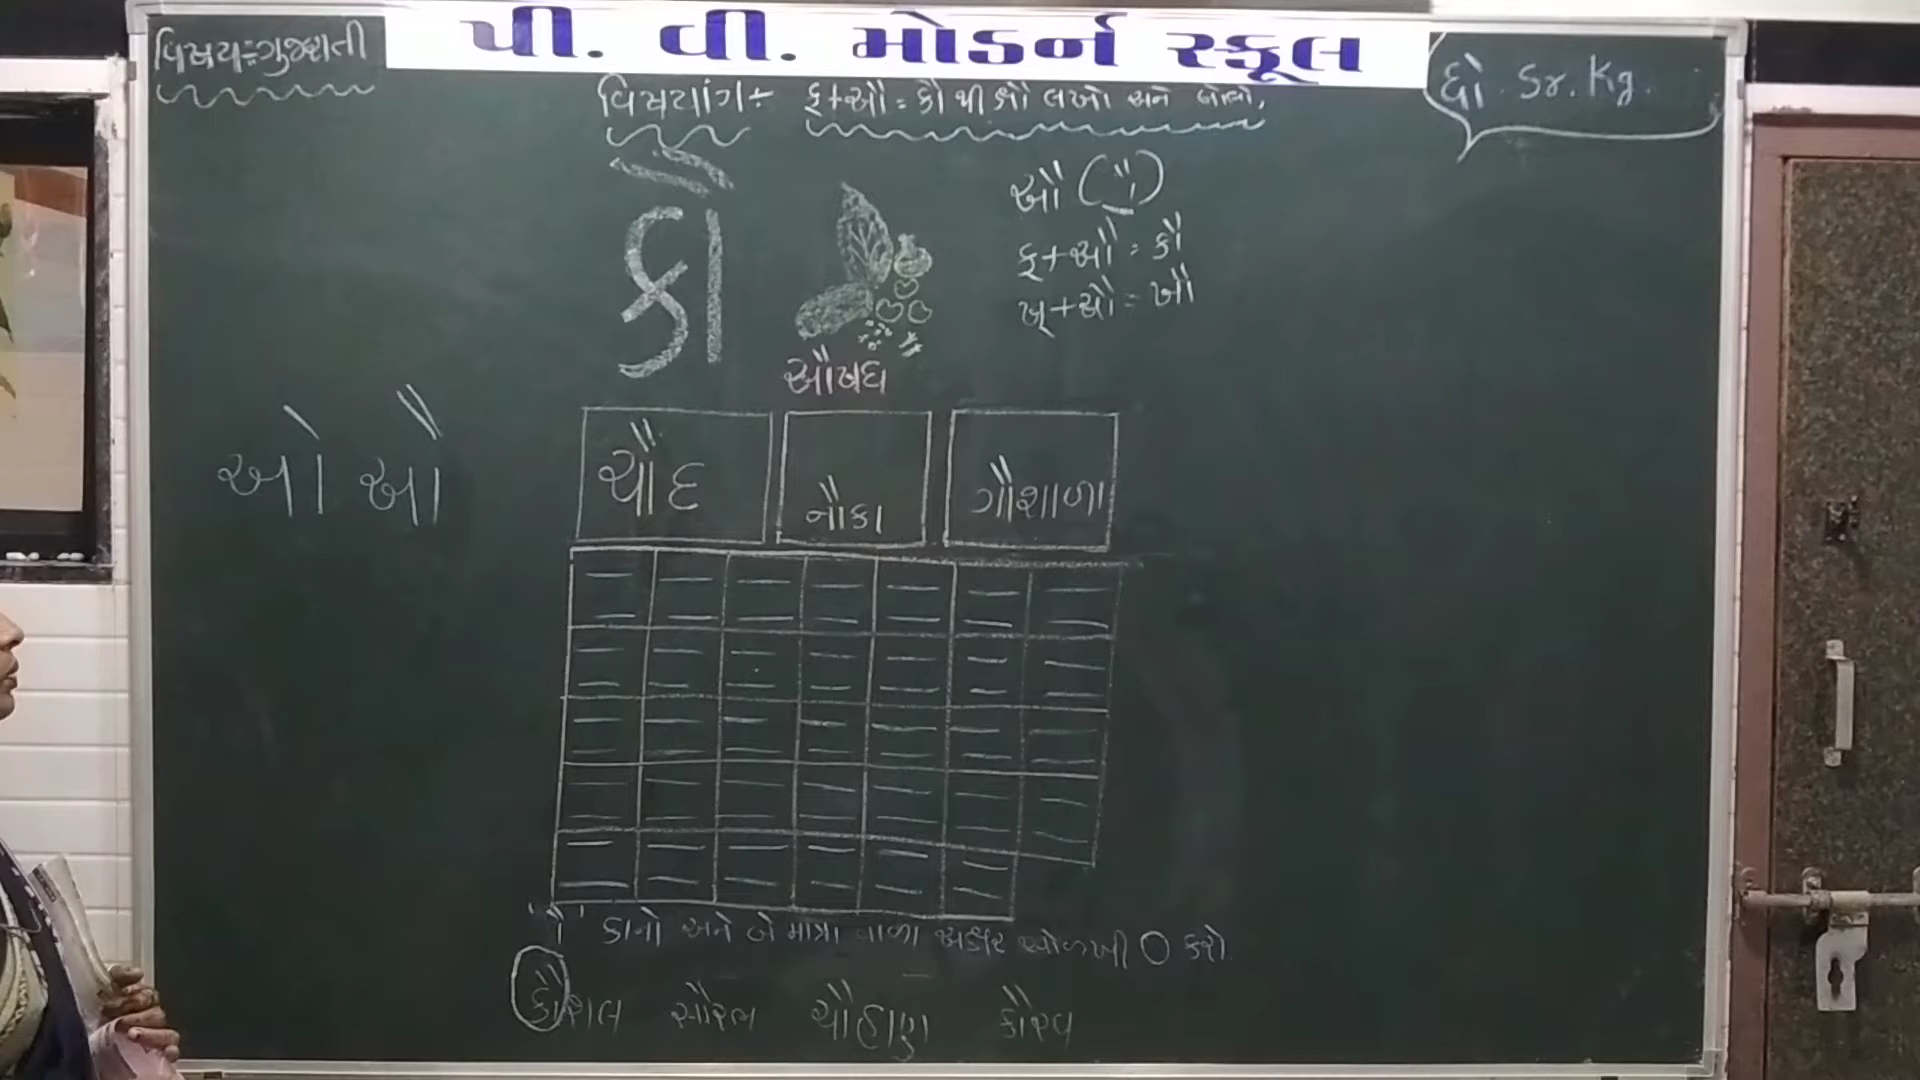 પી. વી. મોડર્ન સ્કૂલ
વિષય:- ગુજરાતી
ધો. Sr. Kg.
વિષયાંગ ÷ ક્+ઔ = કૌ થી ક્ષૌ લખો અને બોલો.
કૌ
ઔ (ૌ)
ક્+ઔ = કૌ
ખ્+ઔ = ખૌ
ઔષધ
ઓ ઔ
ચૌદ નૌકા ગૌશાળા
'ૌ' કાનો અને બે માત્રા વાળા અક્ષર ઓળખી O કરો.
કૌશલ સૌરભ ચૌહાણ કૌરવ